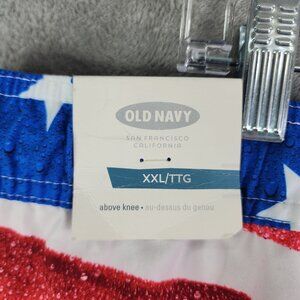 OLD NAVY
SAN FRANCISCO
CALIFORNIA
XXL/TTG
above knee • au-dessus du genou